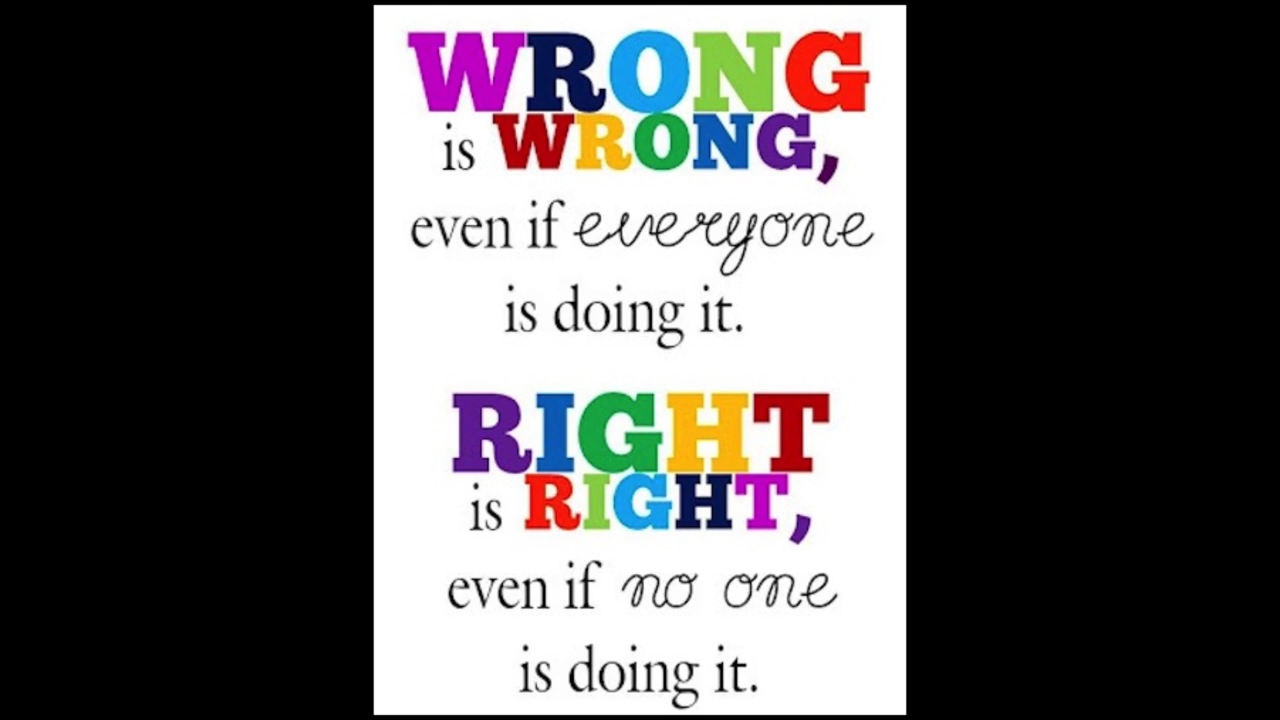 WRONG
is WRONG,
even if everyone
is doing it.
RIGHT
is RIGHT,
even if no one
is doing it.